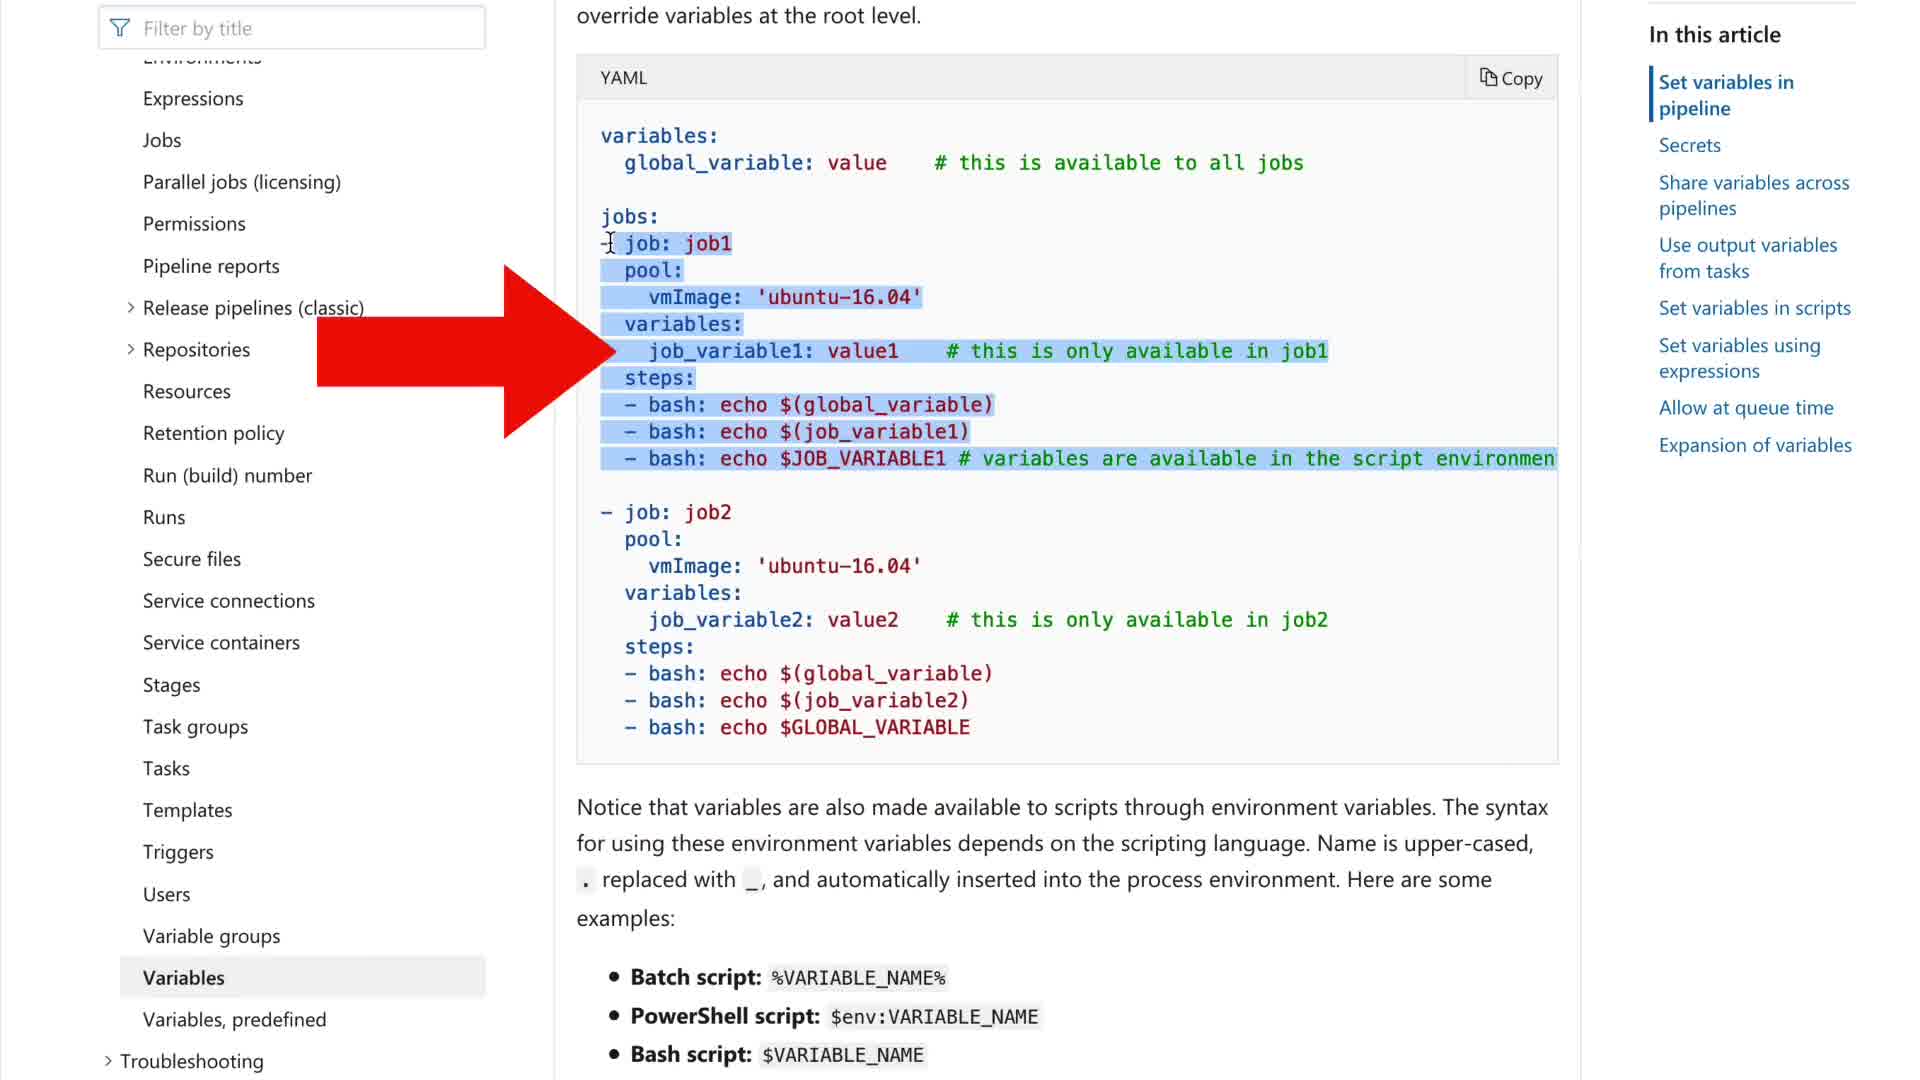 Filter by title
Environments
Expressions
Jobs
Parallel jobs (licensing)
Permissions
Pipeline reports
Release pipelines (classic)
Repositories
Resources
Retention policy
Run (build) number
Runs
Secure files
Service connections
Service containers
Stages
Task groups
Tasks
Templates
Triggers
Users
Variable groups
Variables
Variables, predefined
Troubleshooting
override variables at the root level.
YAML
Copy
variables:
  global_variable: value    # this is available to all jobs
jobs:
- job: job1
  pool:
    vmImage: 'ubuntu-16.04'
  variables:
    job_variable1: value1    # this is only available in job1
  steps:
  - bash: echo $(global_variable)
  - bash: echo $(job_variable1)
  - bash: echo $JOB_VARIABLE1 # variables are available in the script environmen
- job: job2
  pool:
    vmImage: 'ubuntu-16.04'
  variables:
    job_variable2: value2    # this is only available in job2
  steps:
  - bash: echo $(global_variable)
  - bash: echo $(job_variable2)
  - bash: echo $GLOBAL_VARIABLE
Notice that variables are also made available to scripts through environment variables. The syntax
for using these environment variables depends on the scripting language. Name is upper-cased,
. replaced with _, and automatically inserted into the process environment. Here are some
examples:
• Batch script: %VARIABLE_NAME%
• PowerShell script: $env:VARIABLE_NAME
• Bash script: $VARIABLE_NAME
In this article
Set variables in
pipeline
Secrets
Share variables across
pipelines
Use output variables
from tasks
Set variables in scripts
Set variables using
expressions
Allow at queue time
Expansion of variables